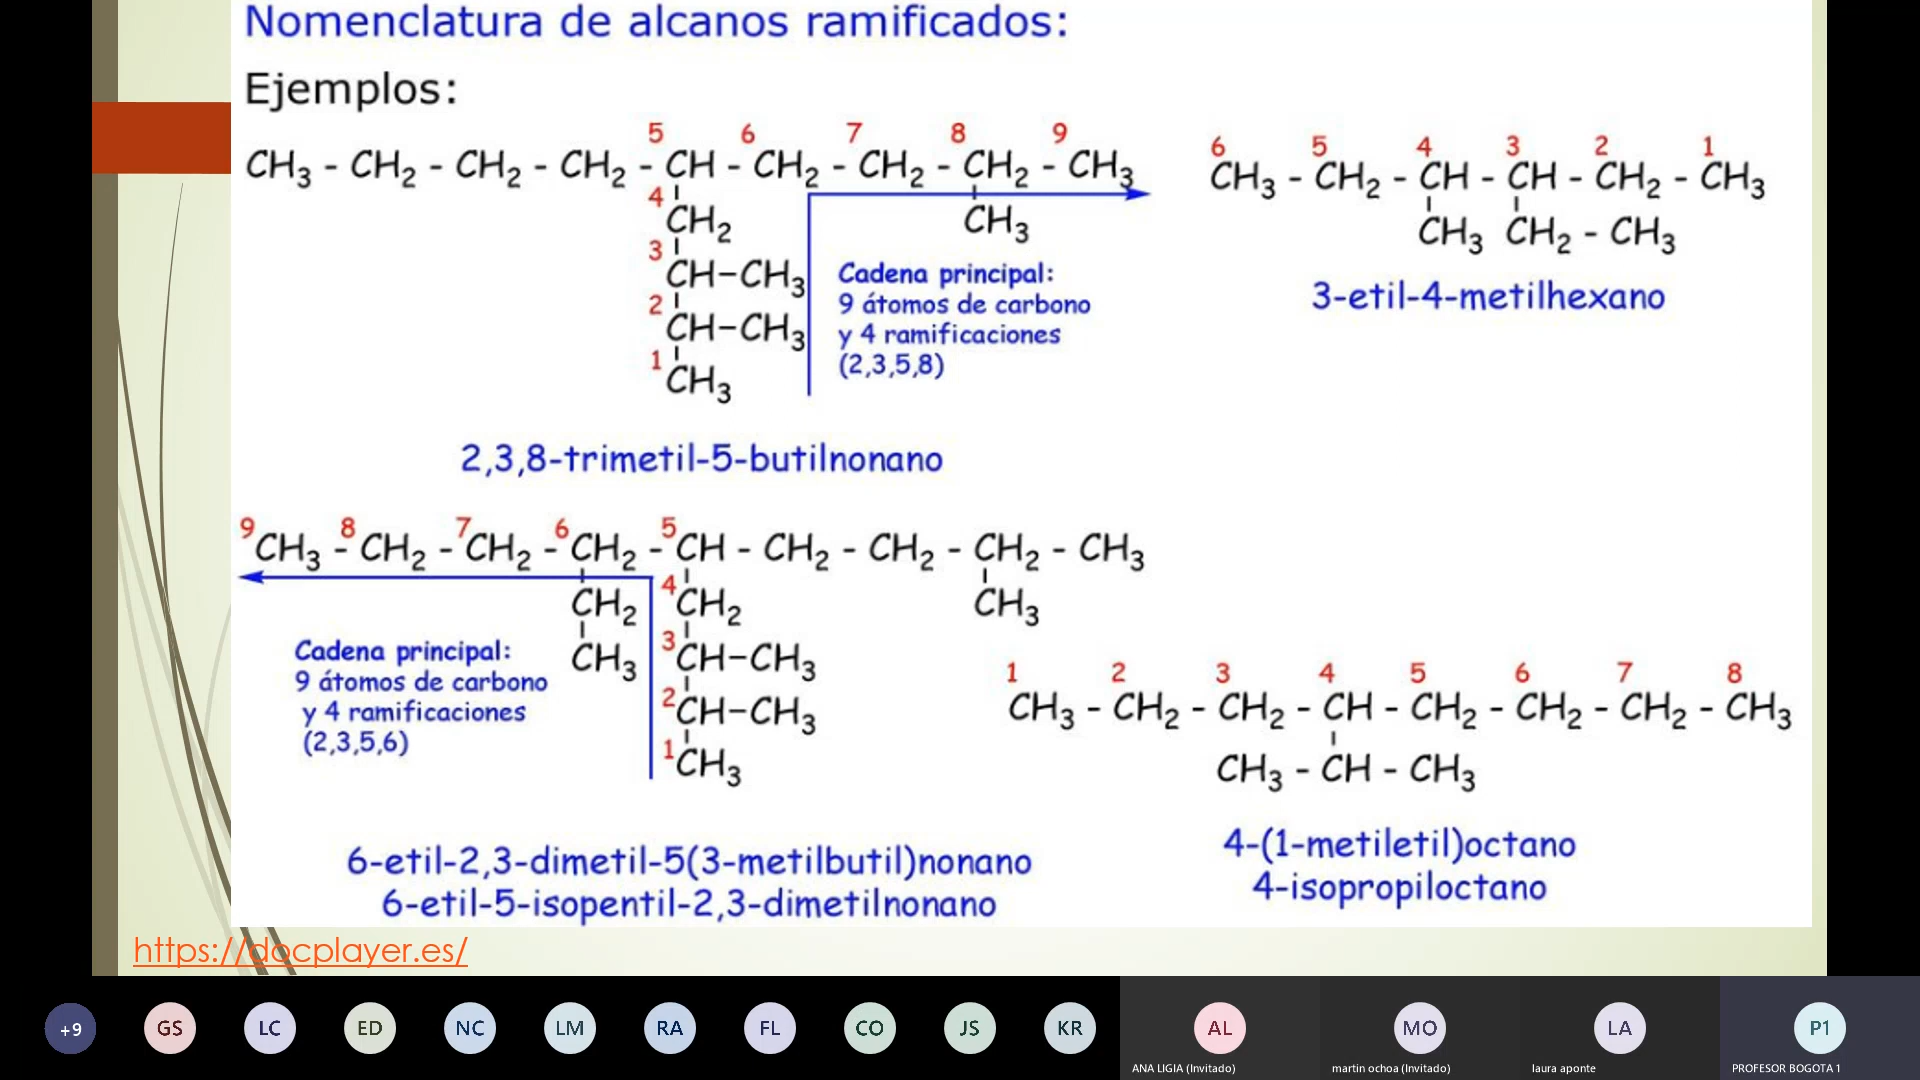 Nomenclatura de alcanos ramificados:
Ejemplos:
5 6 7 8 9
CH3 - CH2 - CH2 - CH2 - CH - CH2 - CH2 - CH2 - CH3
4 CH2 CH3
3 CH-CH3
2 CH-CH3
1 CH3
Cadena principal:
9 átomos de carbono
y 4 ramificaciones
(2,3,5,8)
2,3,8-trimetil-5-butilnonano
6 5 4 3 2 1
CH3 - CH2 - CH - CH - CH2 - CH3
CH3 CH2 - CH3
3-etil-4-metilhexano
9 8 7 6 5
CH3 - CH2 - CH2 - CH2 - CH - CH2 - CH2 - CH2 - CH3
CH2 4 CH2 CH3
CH3 3 CH-CH3
2 CH-CH3
1 CH3
Cadena principal:
9 átomos de carbono
y 4 ramificaciones
(2,3,5,6)
6-etil-2,3-dimetil-5(3-metilbutil)nonano
6-etil-5-isopentil-2,3-dimetilnonano
1 2 3 4 5 6 7 8
CH3 - CH2 - CH2 - CH - CH2 - CH2 - CH2 - CH3
CH3 - CH - CH3
4-(1-metiletil)octano
4-isopropiloctano
https://docplayer.es/
+9 GS LC ED NC LM RA FL CO JS KR AL MO LA P1
ANA LIGIA (Invitado) martin ochoa (Invitado) laura aponte PROFESOR BOGOTA 1